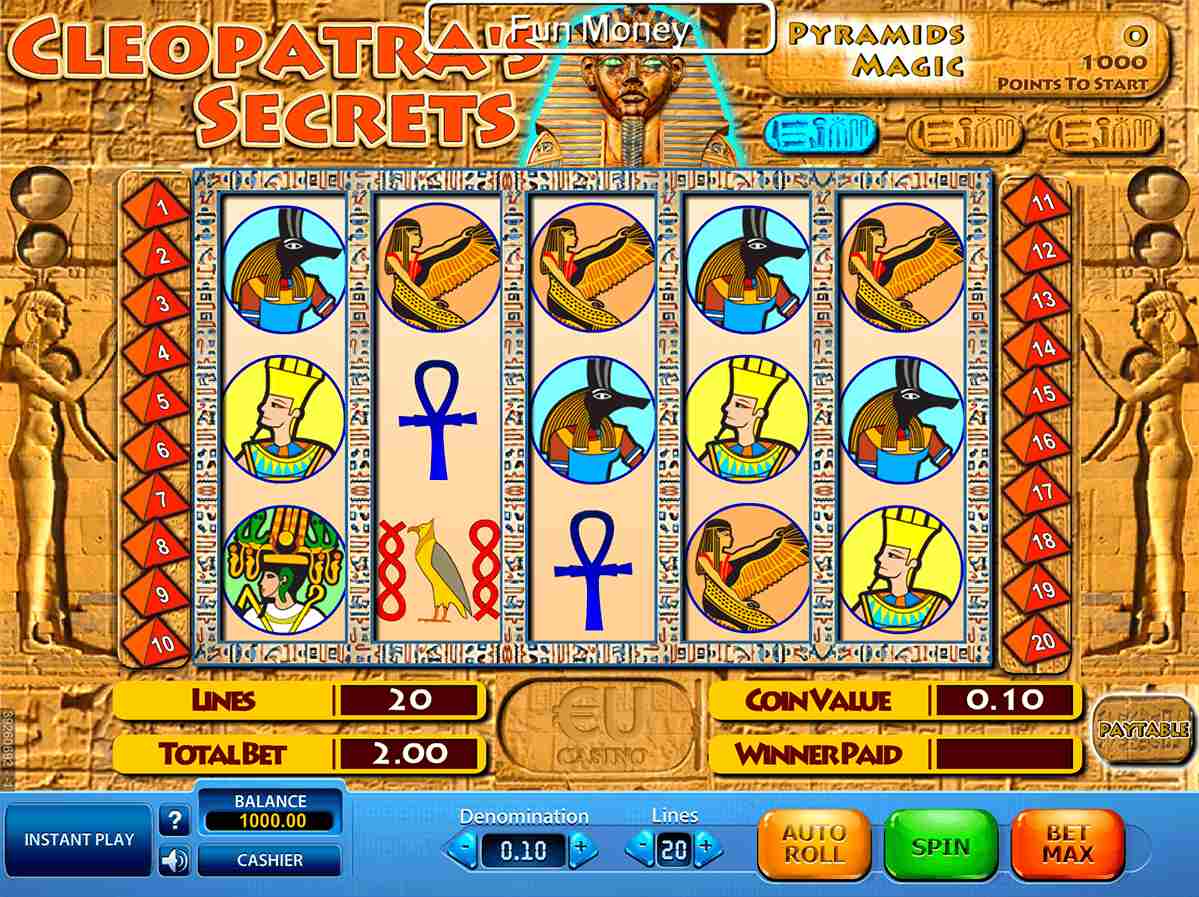 CLEOPATRA'S
SECRETS
Fun Money
PYRAMIDS
MAGIC
0
1000
POINTS TO START
1
2
3
4
5
6
7
8
9
10
11
12
13
14
15
16
17
18
19
20
LINES 20
COIN VALUE 0.10
TOTAL BET 2.00
WINNER PAID
€U
CASINO
PAYTABLE
INSTANT PLAY
?
BALANCE
1000.00
CASHIER
Denomination
- 0.10 +
Lines
- 20 +
AUTO
ROLL
SPIN
BET
MAX